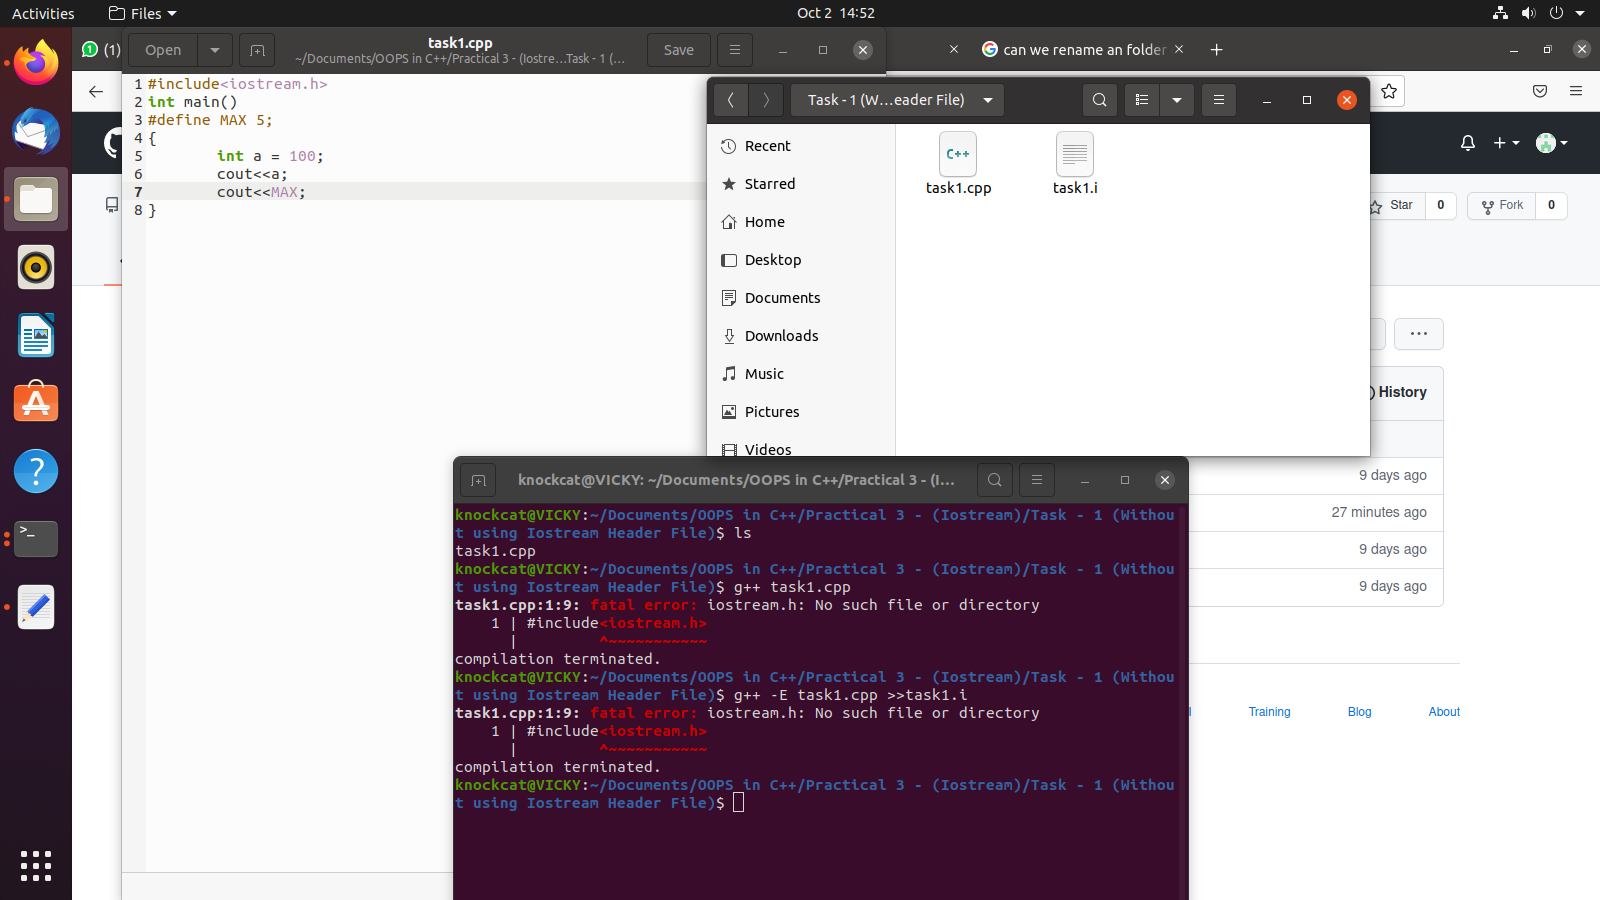 Activities
Files
Oct 2 14:52
(1)
Open
task1.cpp
~/Documents/OOPS in C++/Practical 3 - (Iostre...Task - 1 (...
Save
can we rename an folder
1 #include<iostream.h>
2 int main()
3 #define MAX 5;
4 {
5 int a = 100;
6 cout<<a;
7 cout<<MAX;
8 }
Task - 1 (W...eader File)
Recent
Starred
Home
Desktop
Documents
Downloads
Music
Pictures
Videos
task1.cpp
task1.i
Star 0
Fork 0
History
9 days ago
27 minutes ago
9 days ago
9 days ago
Training
Blog
About
knockcat@VICKY: ~/Documents/OOPS in C++/Practical 3 - (I...
knockcat@VICKY:~/Documents/OOPS in C++/Practical 3 - (Iostream)/Task - 1 (Withou
t using Iostream Header File)$ ls
task1.cpp
knockcat@VICKY:~/Documents/OOPS in C++/Practical 3 - (Iostream)/Task - 1 (Withou
t using Iostream Header File)$ g++ task1.cpp
task1.cpp:1:9: fatal error: iostream.h: No such file or directory
1 | #include<iostream.h>
| ^~~~~~~~~~~~
compilation terminated.
knockcat@VICKY:~/Documents/OOPS in C++/Practical 3 - (Iostream)/Task - 1 (Withou
t using Iostream Header File)$ g++ -E task1.cpp >>task1.i
task1.cpp:1:9: fatal error: iostream.h: No such file or directory
1 | #include<iostream.h>
| ^~~~~~~~~~~~
compilation terminated.
knockcat@VICKY:~/Documents/OOPS in C++/Practical 3 - (Iostream)/Task - 1 (Withou
t using Iostream Header File)$